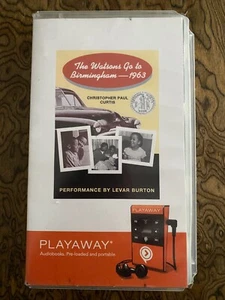 The Watsons Go to
Birmingham—1963
CHRISTOPHER PAUL
CURTIS
PERFORMANCE BY LEVAR BURTON
PLAYAWAY®
Audiobooks, Pre-loaded and portable.